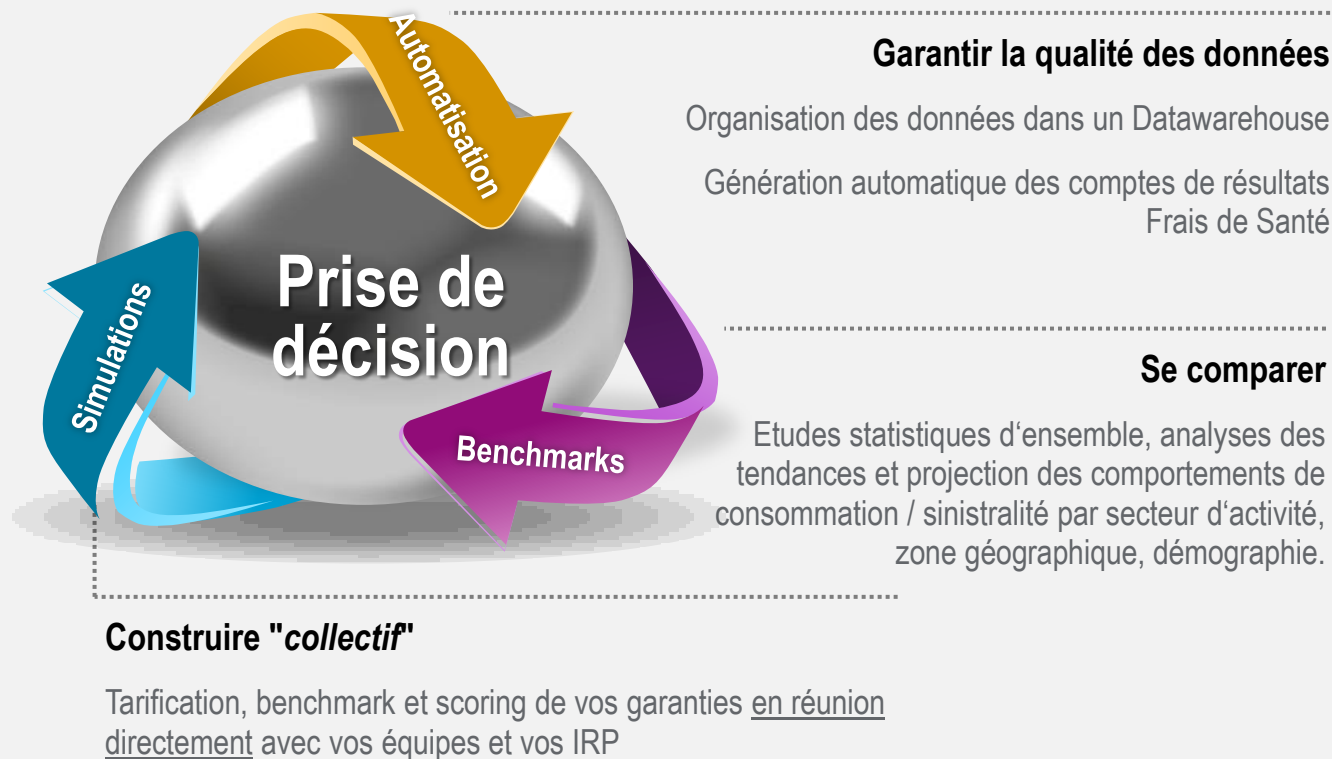 Automatisation
Garantir la qualité des données
Organisation des données dans un Datawarehouse
Génération automatique des comptes de résultats
Frais de Santé
Prise de
décision
Simulations
Benchmarks
Se comparer
Etudes statistiques d‘ensemble, analyses des
tendances et projection des comportements de
consommation / sinistralité par secteur d‘activité,
zone géographique, démographie.
Construire "collectif"
Tarification, benchmark et scoring de vos garanties en réunion
directement avec vos équipes et vos IRP